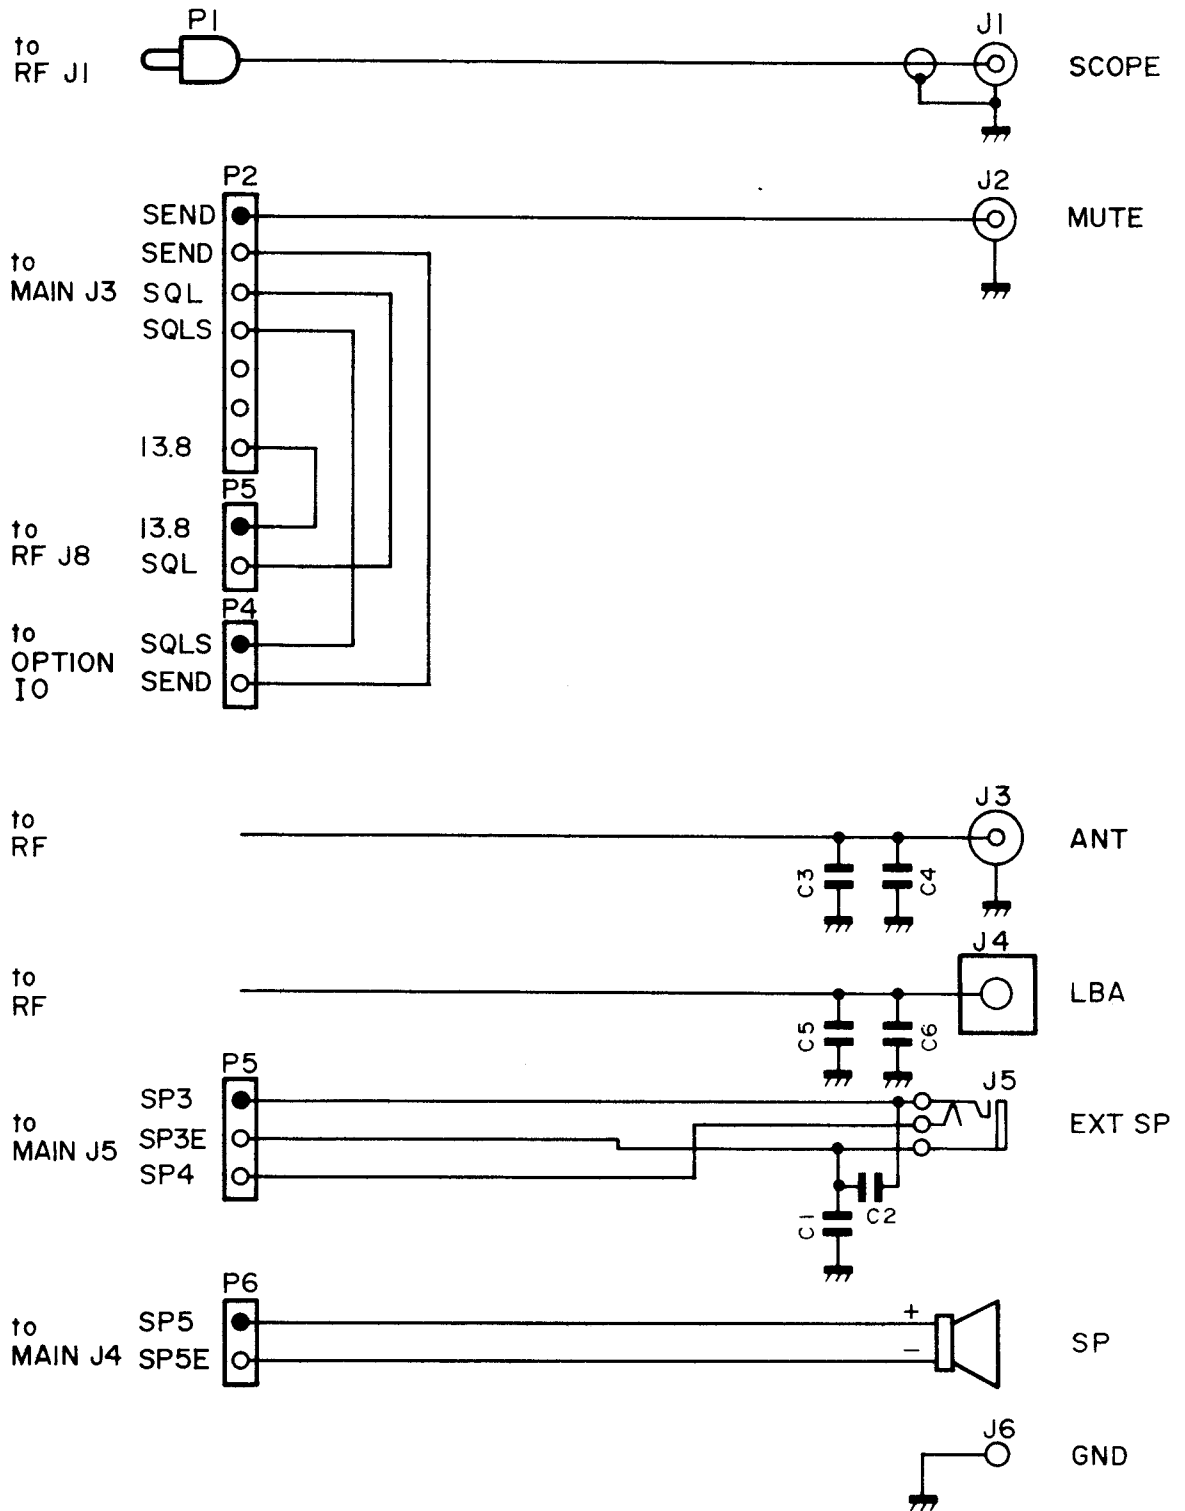 P1
J1
to
RF J1
SCOPE
P2
J2
SEND
MUTE
SEND
to
MAIN J3
SQL
SQLS
13.8
P5
to
RF J8
13.8
SQL
P4
to
OPTION
IO
SQLS
SEND
J3
to
RF
ANT
C3
C4
J4
to
RF
LBA
C5
C6
P5
J5
SP3
to
MAIN J5
SP3E
EXT SP
SP4
C2
C1
P6
SP5
+
to
MAIN J4
SP5E
−
SP
J6
GND